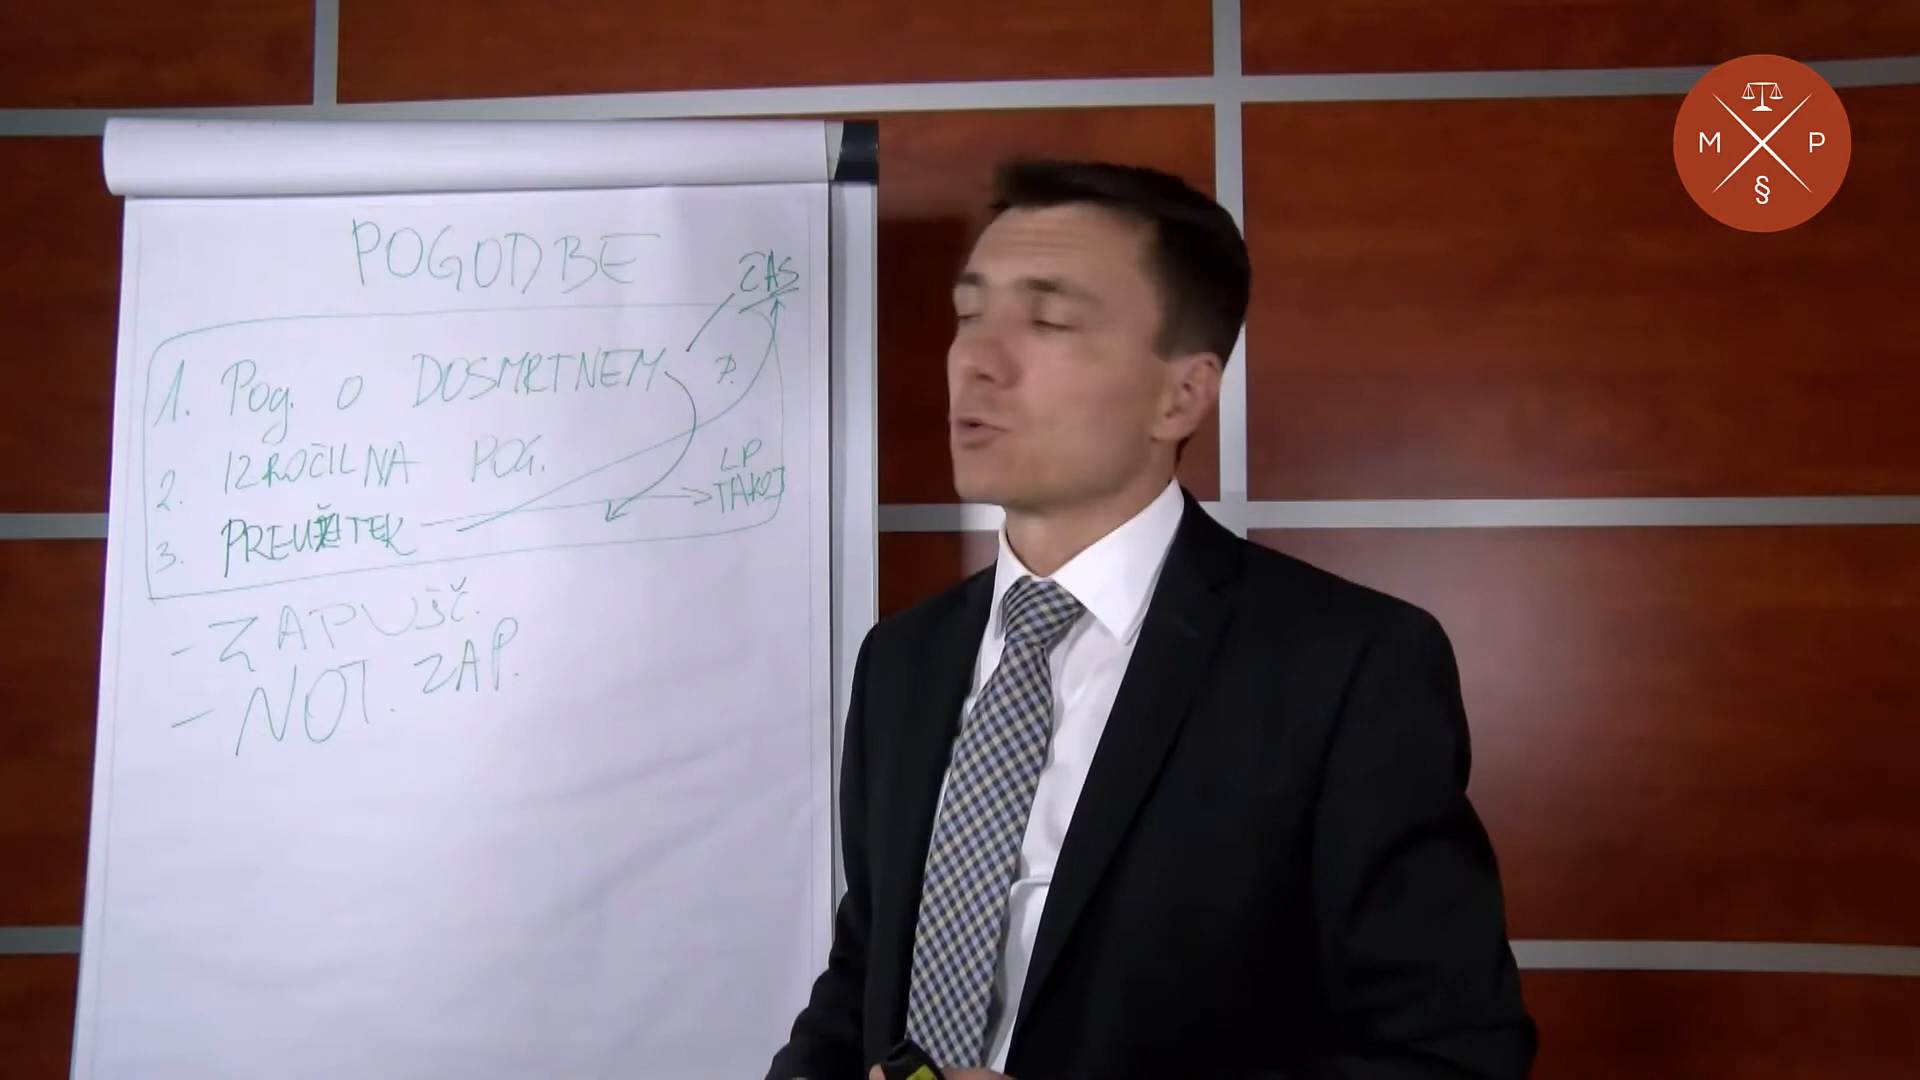 POGODBE
ČAS
1. Pog. O DOSMRTNEM P.
2. IZROČILNA POG.
LP
TAKOJ
3. PREUŽITEK
- ZAPUŠČ.
- NOT. ZAP.
M P
§